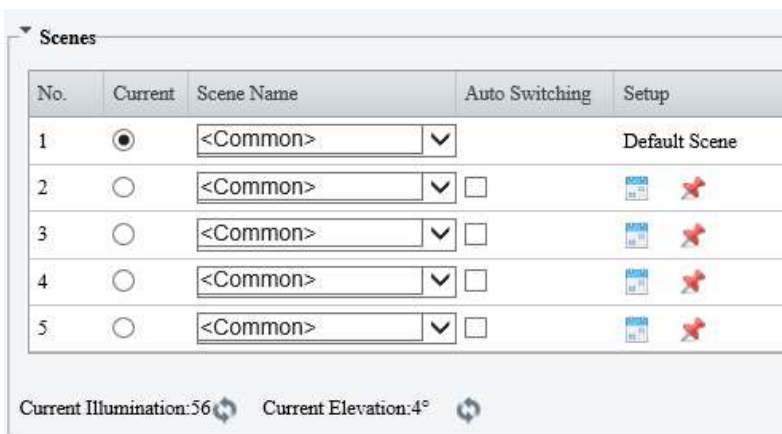 Scenes
No. Current Scene Name Auto Switching Setup
1 <Common> Default Scene
2 <Common>
3 <Common>
4 <Common>
5 <Common>
Current Illumination:56 Current Elevation:4°